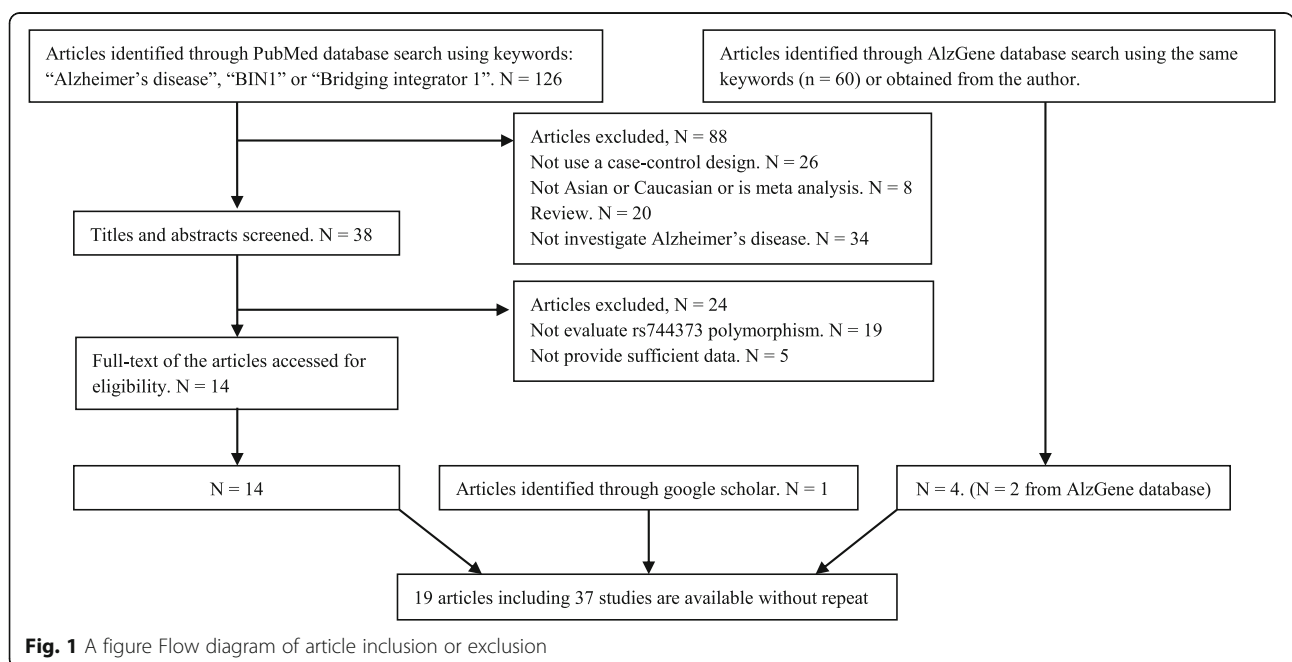 Articles identified through PubMed database search using keywords:
“Alzheimer’s disease”, “BIN1” or “Bridging integrator 1”. N = 126
Articles identified through AlzGene database search using the same
keywords (n = 60) or obtained from the author.
Articles excluded, N = 88
Not use a case-control design. N = 26
Not Asian or Caucasian or is meta analysis. N = 8
Review. N = 20
Not investigate Alzheimer’s disease. N = 34
Titles and abstracts screened. N = 38
Articles excluded, N = 24
Not evaluate rs744373 polymorphism. N = 19
Not provide sufficient data. N = 5
Full-text of the articles accessed for
eligibility. N = 14
N = 14
Articles identified through google scholar. N = 1
N = 4. (N = 2 from AlzGene database)
19 articles including 37 studies are available without repeat
Fig. 1 A figure Flow diagram of article inclusion or exclusion